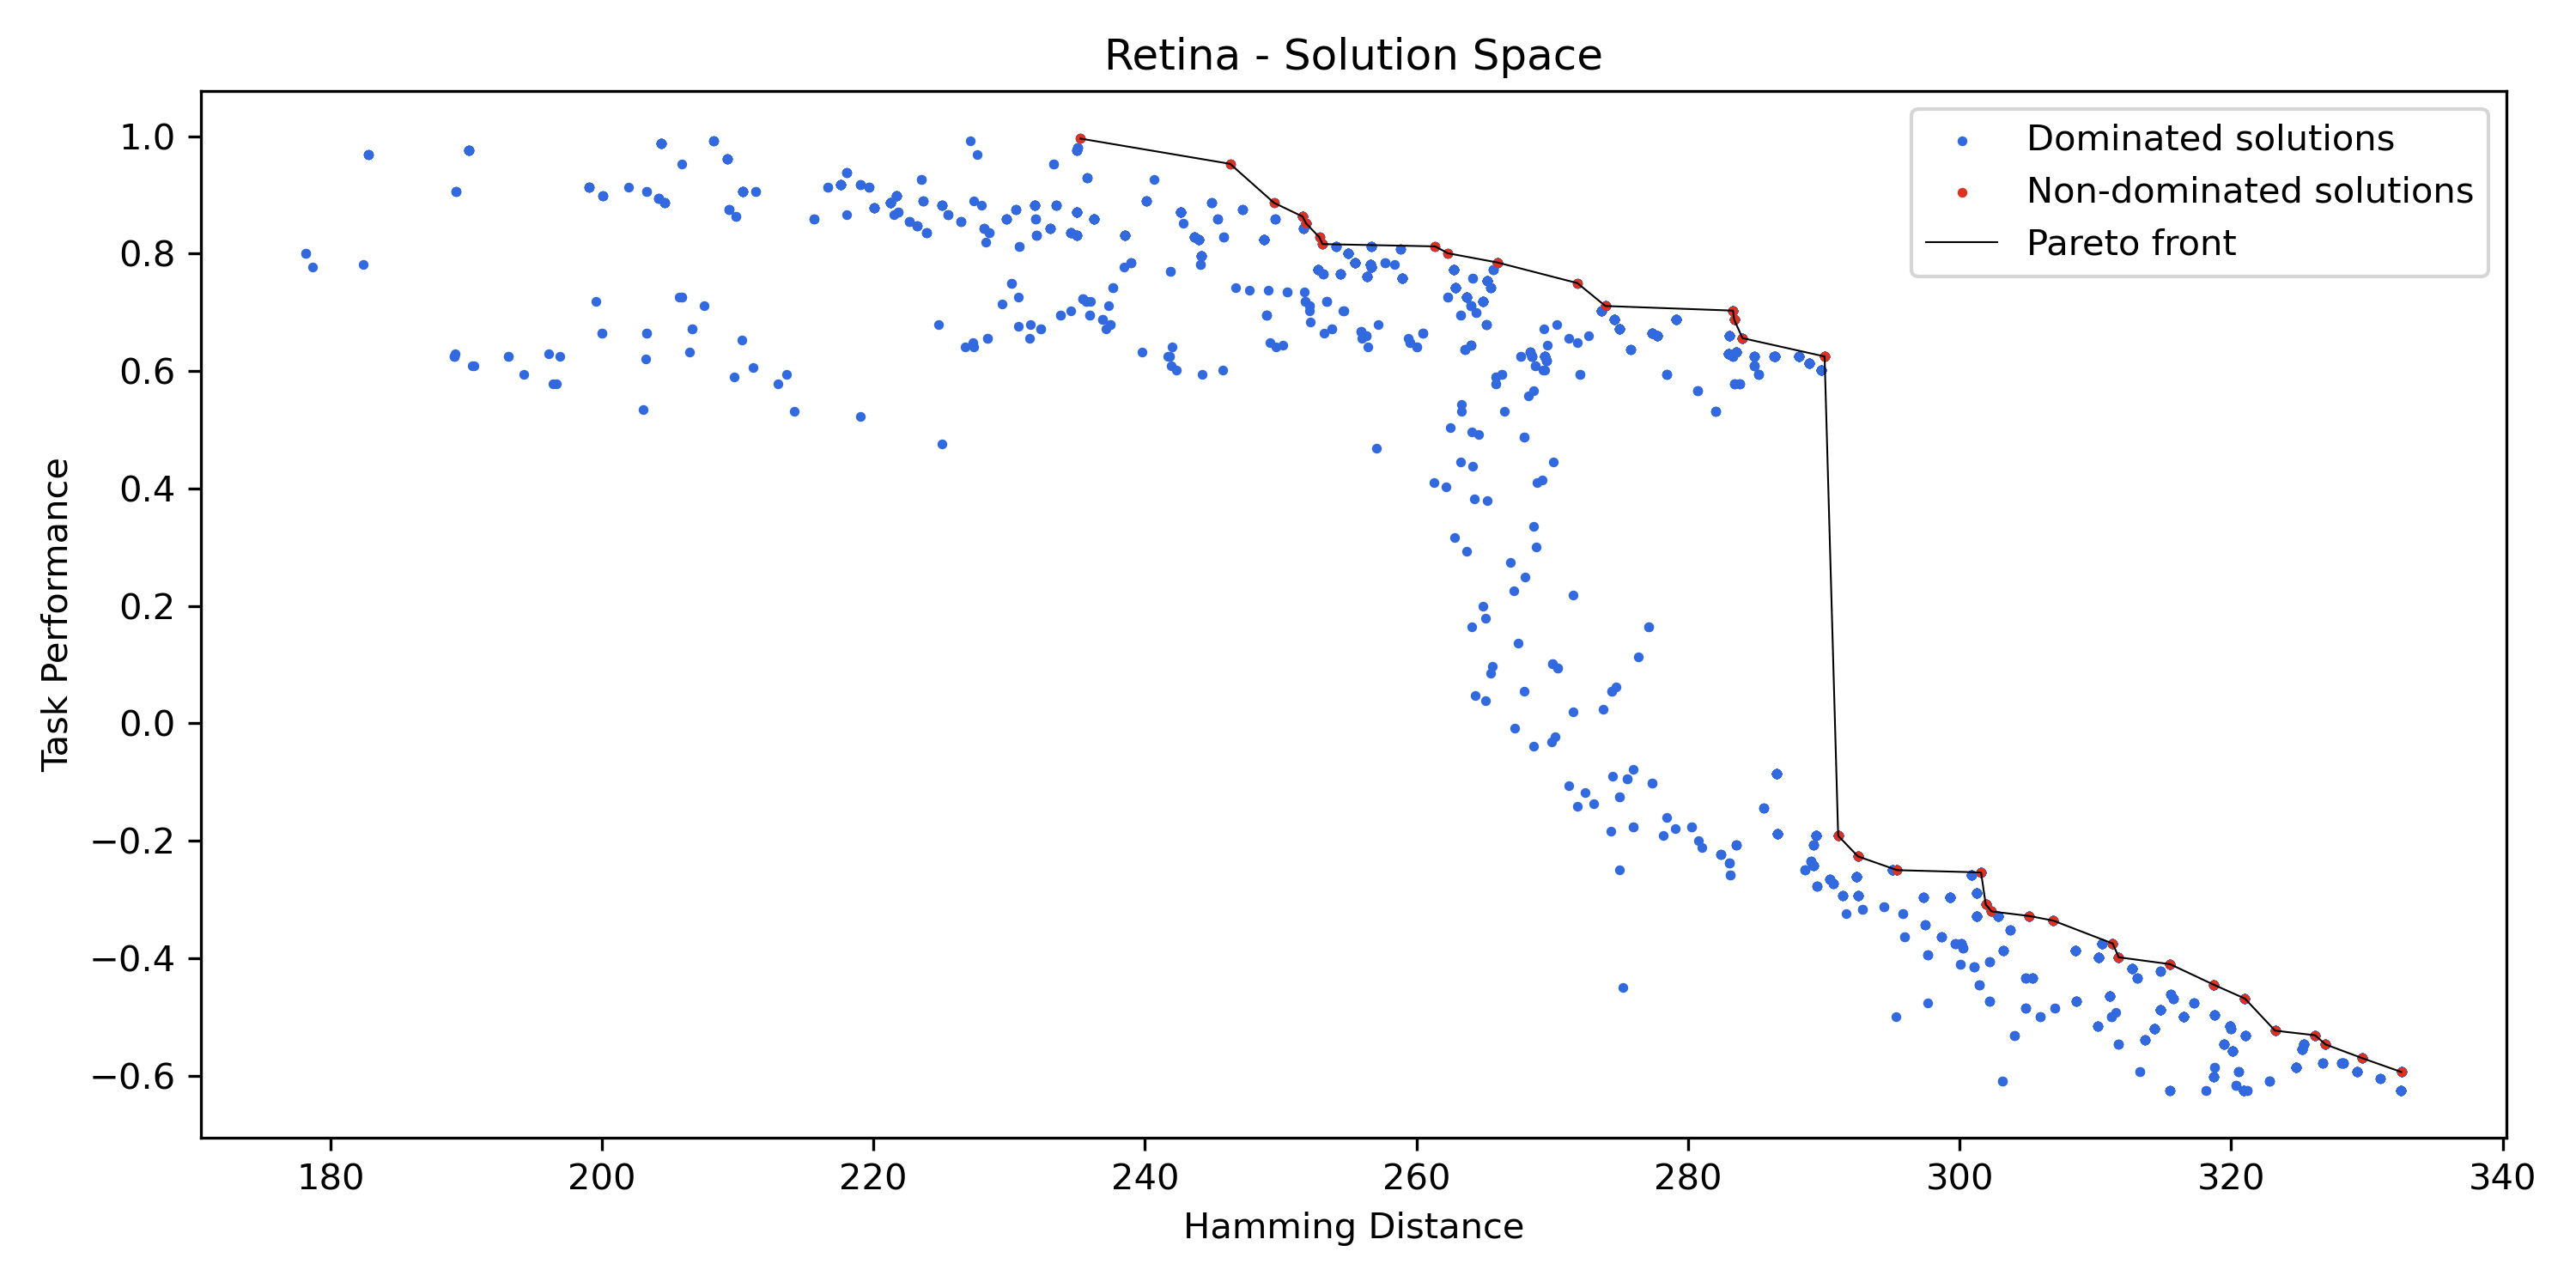 Retina - Solution Space
Dominated solutions
Non-dominated solutions
Pareto front
Task Performance
1.0
0.8
0.6
0.4
0.2
0.0
−0.2
−0.4
−0.6
180 200 220 240 260 280 300 320 340
Hamming Distance